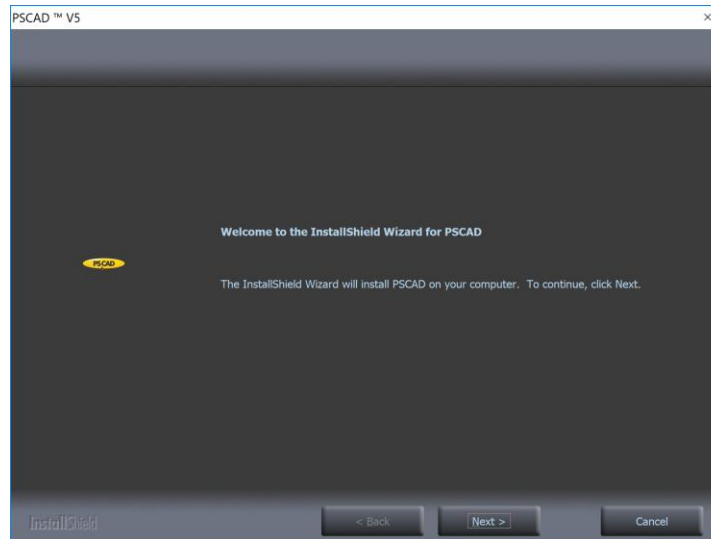 PSCAD ™ V5
Welcome to the InstallShield Wizard for PSCAD
PSCAD
The InstallShield Wizard will install PSCAD on your computer. To continue, click Next.
InstallShield
< Back
Next >
Cancel